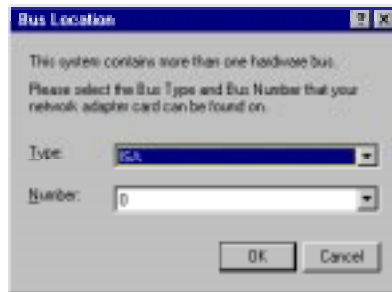 Bus Location
This system contains more than one hardware bus.
Please select the Bus Type and Bus Number that your
network adapter card can be found on.
Type: ISA
Number: 0
OK Cancel